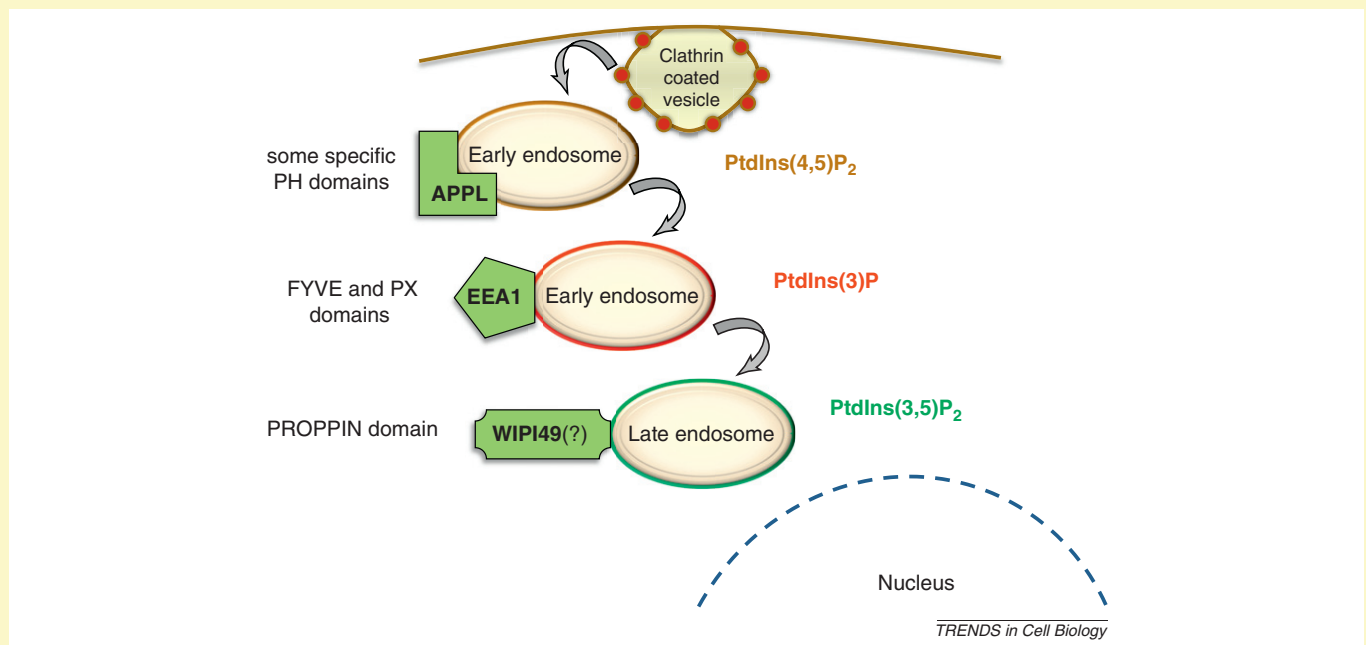 Clathrin
coated
vesicle
some specific
PH domains
APPL
Early endosome
PtdIns(4,5)P2
FYVE and PX
domains
EEA1
Early endosome
PtdIns(3)P
PROPPIN domain
WIPI49(?)
Late endosome
PtdIns(3,5)P2
Nucleus
TRENDS in Cell Biology